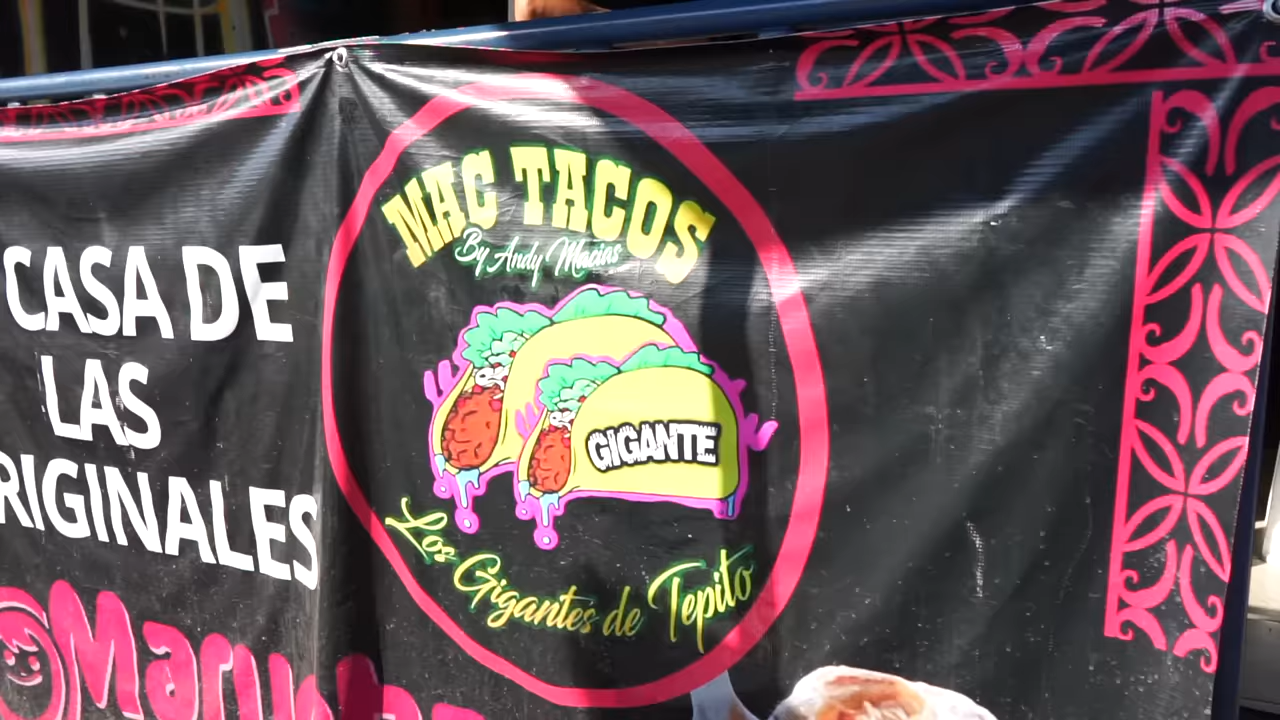 CASA DE
LAS
RIGINALES
MAC TACOS
By Andy Macias
GIGANTE
Los Gigantes de Tepito